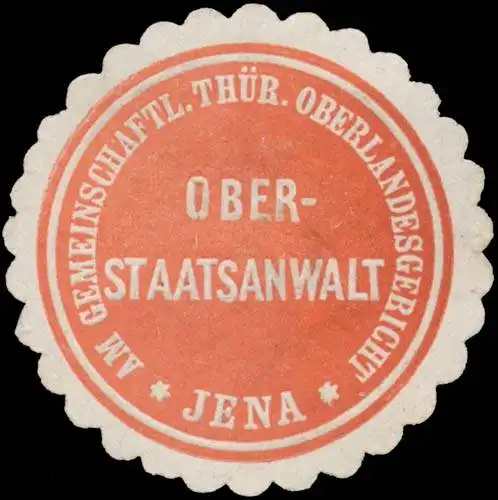 AM GEMEINSCHAFTL. THÜR. OBERLANDESGERICHT
OBER-
STAATSANWALT
* JENA *